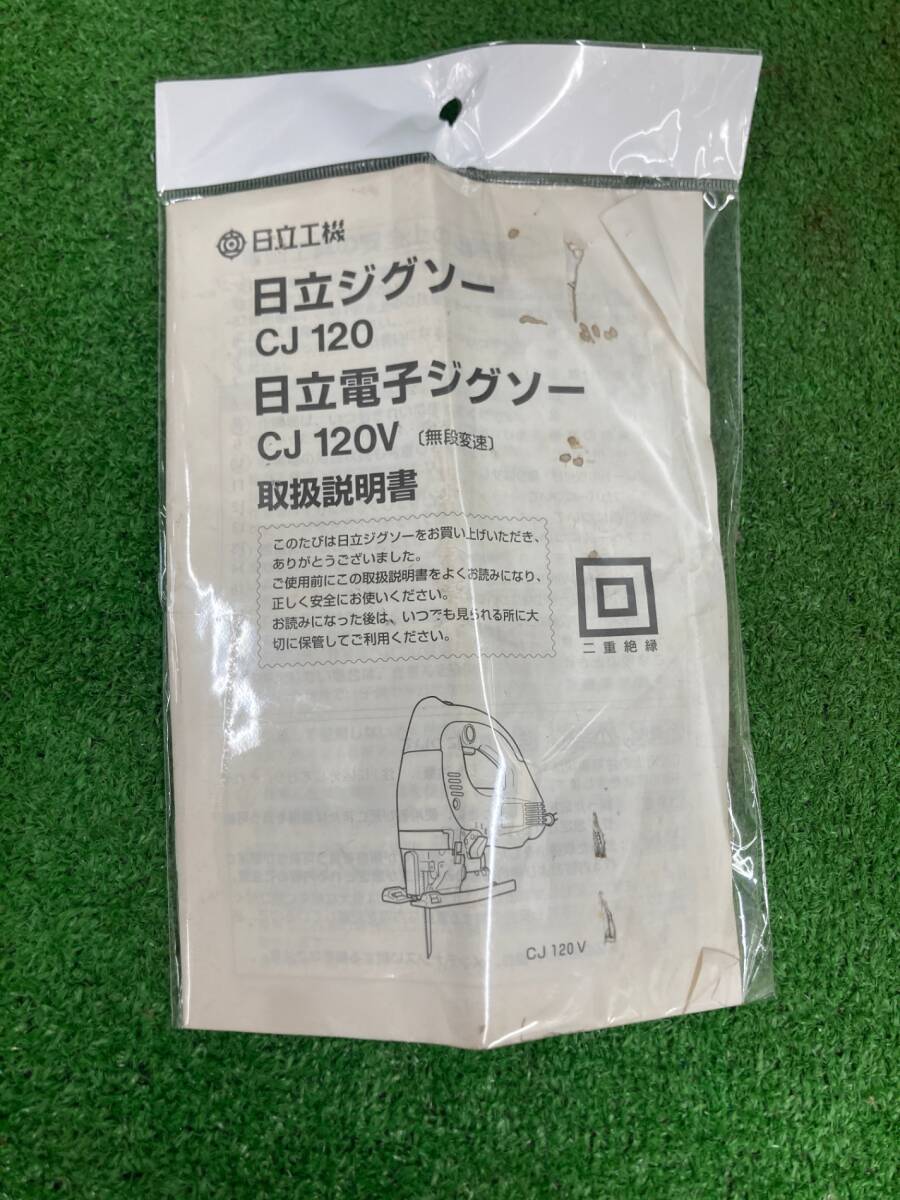 日立工機
日立ジグソー
CJ 120
日立電子ジグソー
CJ 120V 〔無段変速〕
取扱説明書
このたびは日立ジグソーをお買い上げいただき、
ありがとうございました。
ご使用前にこの取扱説明書をよくお読みになり、
正しく安全にお使いください。
お読みになった後は、いつでも見られる所に大
切に保管してご利用ください。
二重絶縁
CJ 120 V